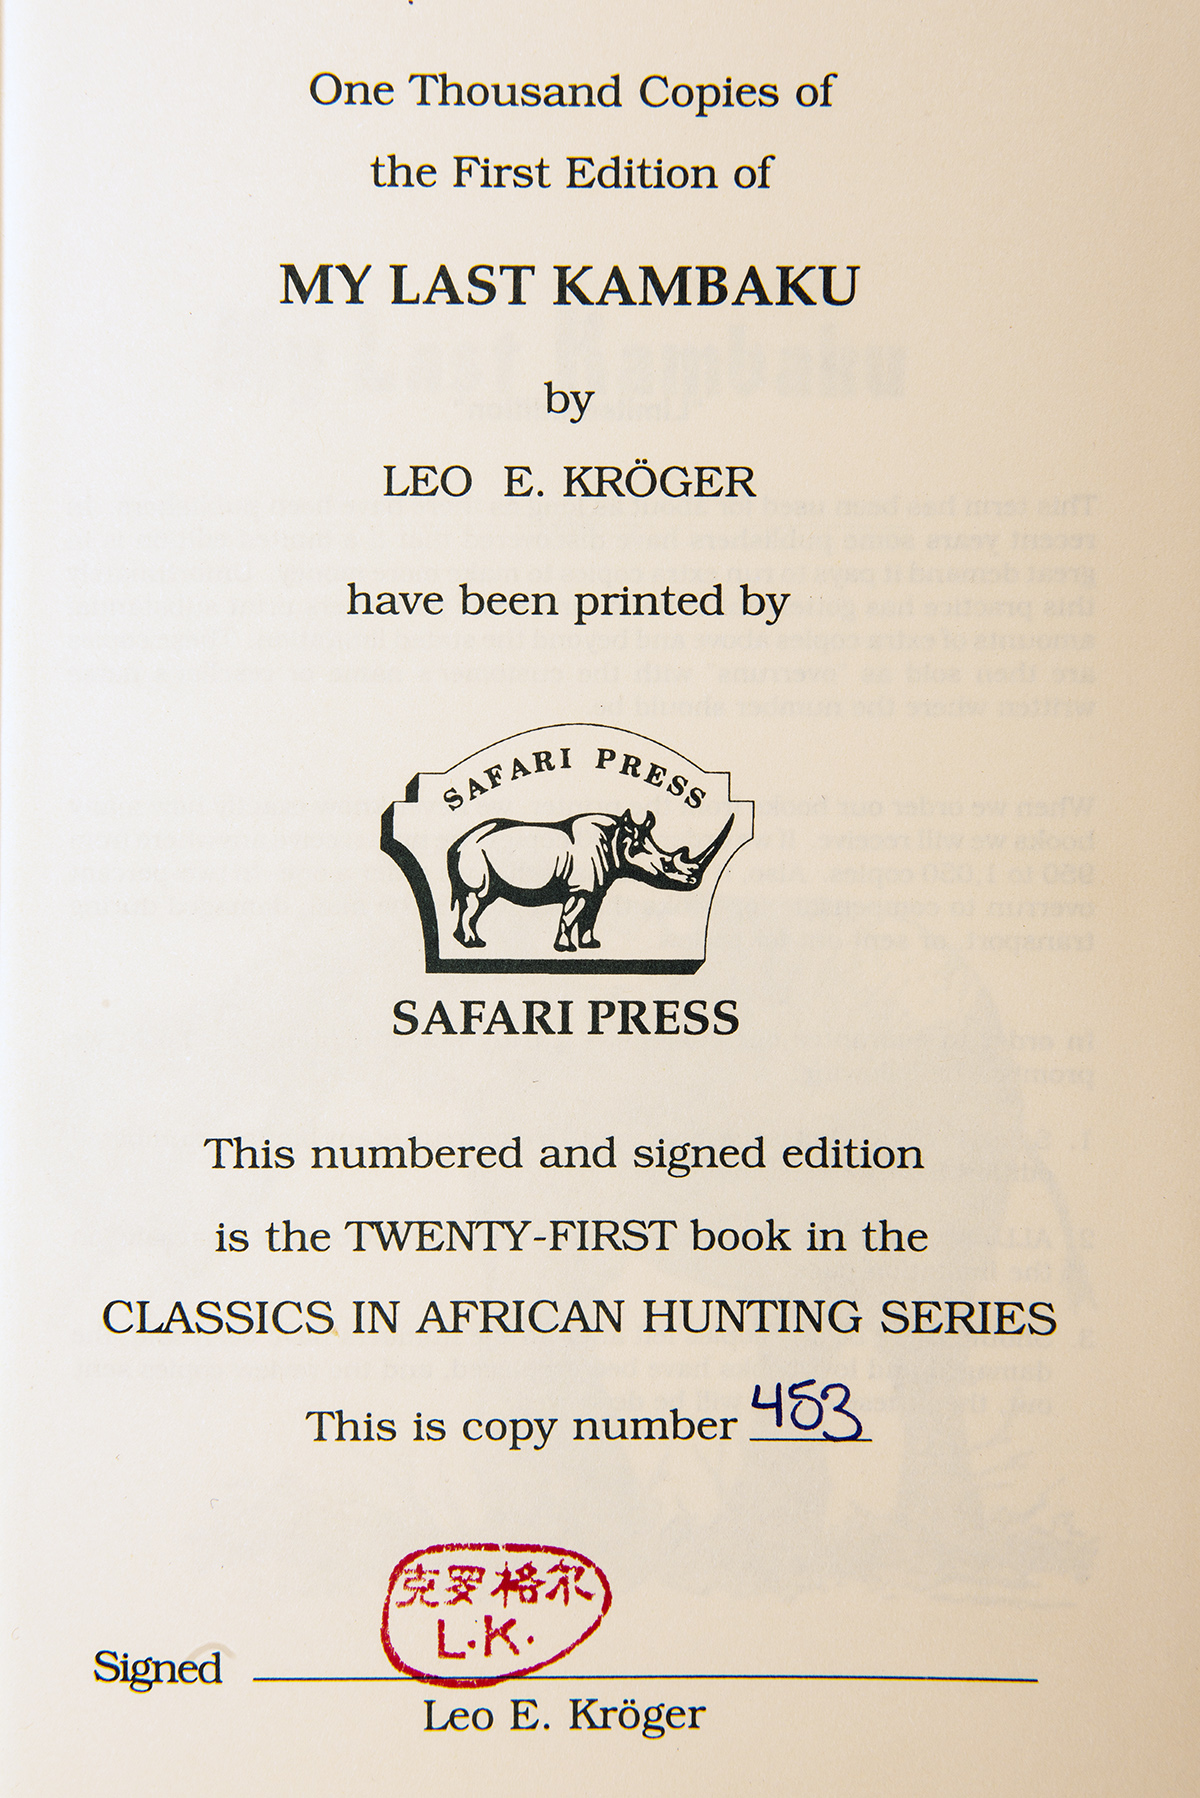 One Thousand Copies of
the First Edition of
MY LAST KAMBAKU
by
LEO E. KRÖGER
have been printed by
SAFARI PRESS
SAFARI PRESS
This numbered and signed edition
is the TWENTY-FIRST book in the
CLASSICS IN AFRICAN HUNTING SERIES
This is copy number 453
克罗格尔
L.K.
Signed
Leo E. Kröger